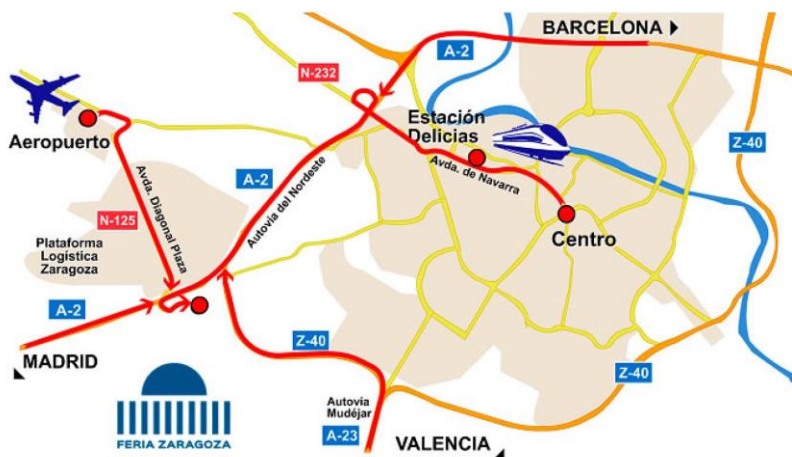 BARCELONA
A-2
N-232
Estación
Delicias
Aeropuerto
Avda. de Navarra
Z-40
A-2
Autovía del Nordeste
Avda. Diagonal Plaza
N-125
Centro
Plataforma
Logística
Zaragoza
A-2
MADRID
Z-40
Z-40
Autovía
Mudéjar
A-23
VALENCIA
FERIA ZARAGOZA